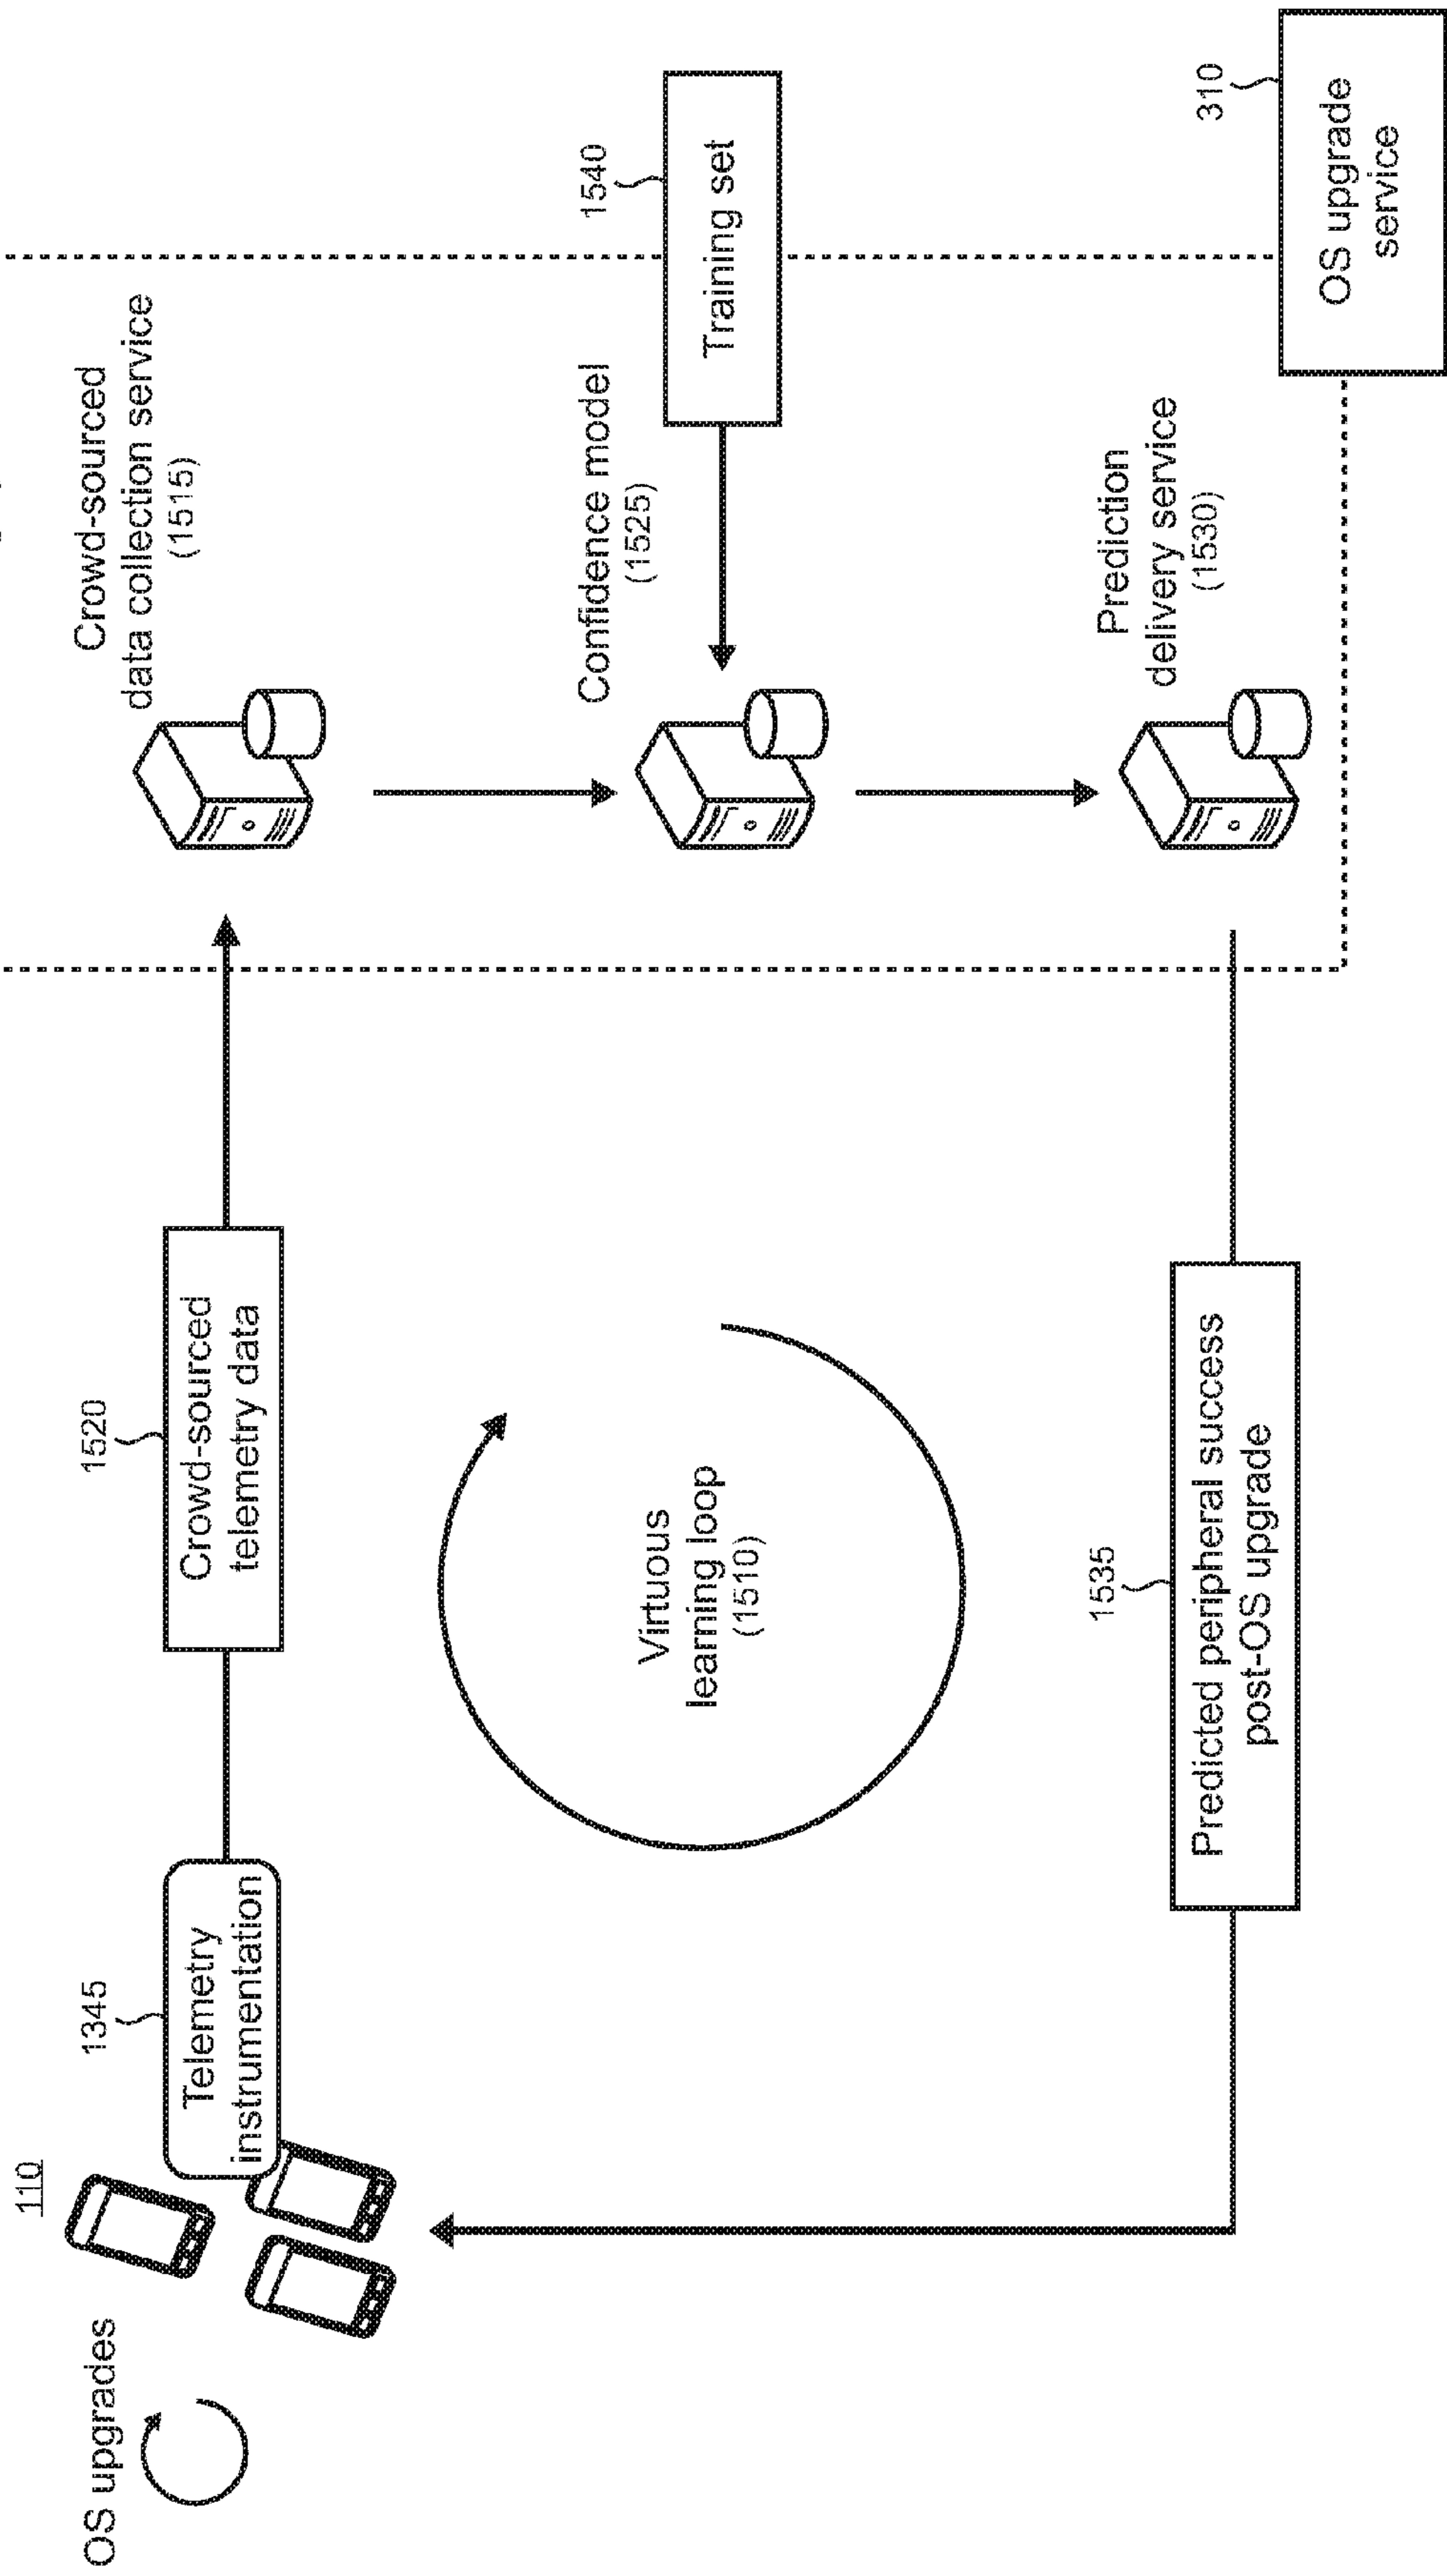 110
OS upgrades
1345
Telemetry
instrumentation
1520
Crowd-sourced
telemetry data
Crowd-sourced
data collection service
(1515)
Virtuous
learning loop
(1510)
Confidence model
(1525)
1540
Training set
1535
Predicted peripheral success
post-OS upgrade
Prediction
delivery service
(1530)
310
OS upgrade
service